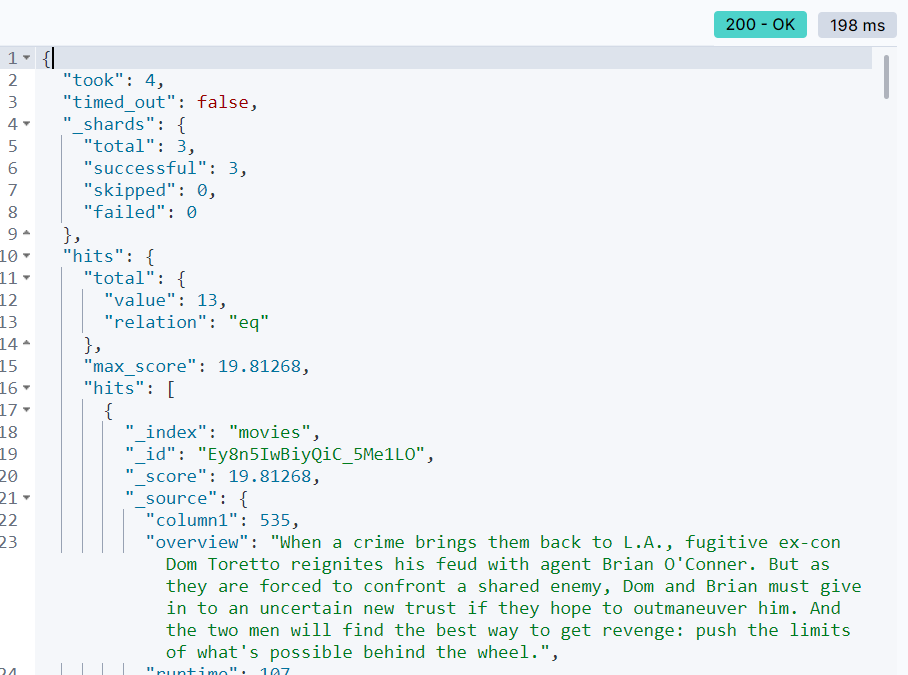 200 - OK 198 ms
1 {
2 "took": 4,
3 "timed_out": false,
4 "_shards": {
5 "total": 3,
6 "successful": 3,
7 "skipped": 0,
8 "failed": 0
9 },
10 "hits": {
11 "total": {
12 "value": 13,
13 "relation": "eq"
14 },
15 "max_score": 19.81268,
16 "hits": [
17 {
18 "_index": "movies",
19 "_id": "Ey8n5IwBiyQiC_5Me1LO",
20 "_score": 19.81268,
21 "_source": {
22 "column1": 535,
23 "overview": "When a crime brings them back to L.A., fugitive ex-con
Dom Toretto reignites his feud with agent Brian O'Conner. But as
they are forced to confront a shared enemy, Dom and Brian must give
in to an uncertain new trust if they hope to outmaneuver him. And
the two men will find the best way to get revenge: push the limits
of what's possible behind the wheel.",
24 "runtime": 107